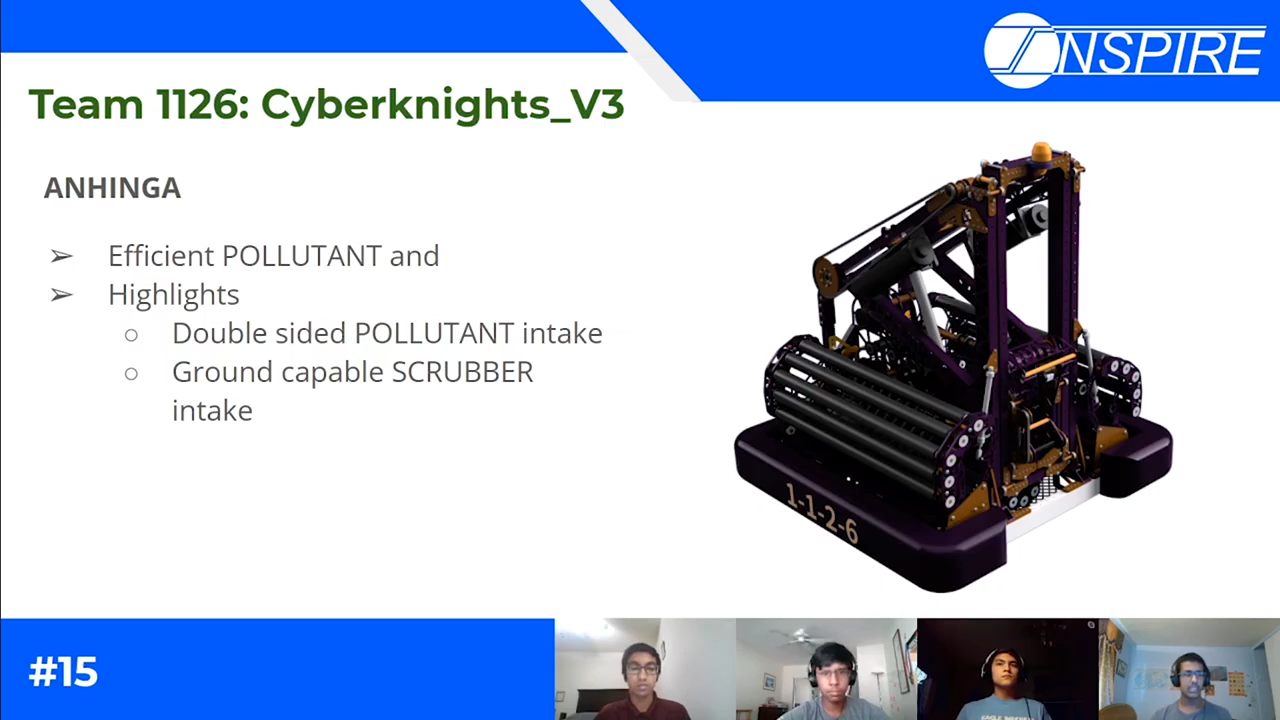 INSPIRE
Team 1126: Cyberknights_V3
ANHINGA
➢ Efficient POLLUTANT and
➢ Highlights
○ Double sided POLLUTANT intake
○ Ground capable SCRUBBER
intake
1-1-2-6
#15